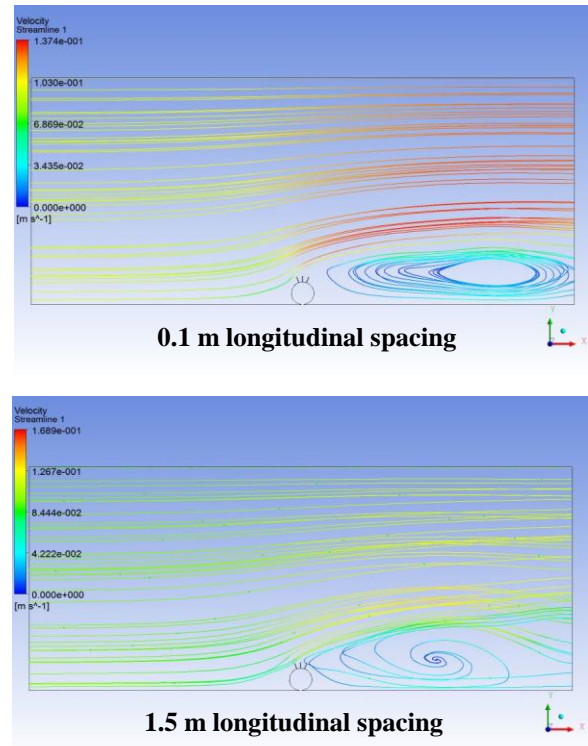 Velocity
Streamline 1
1.374e-001
1.030e-001
6.869e-002
3.435e-002
0.000e+000
[m s^-1]
0.1 m longitudinal spacing
Y
Z
X
Velocity
Streamline 1
1.689e-001
1.267e-001
8.444e-002
4.222e-002
0.000e+000
[m s^-1]
1.5 m longitudinal spacing
Y
Z
X